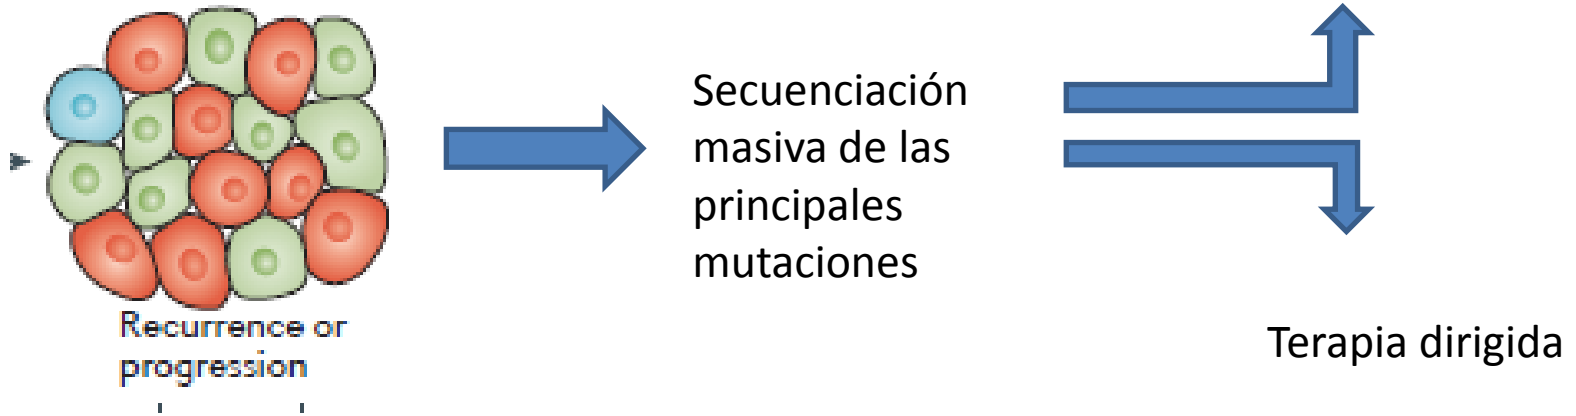 Secuenciación
masiva de las
principales
mutaciones
Recurrence or
progression
Terapia dirigida